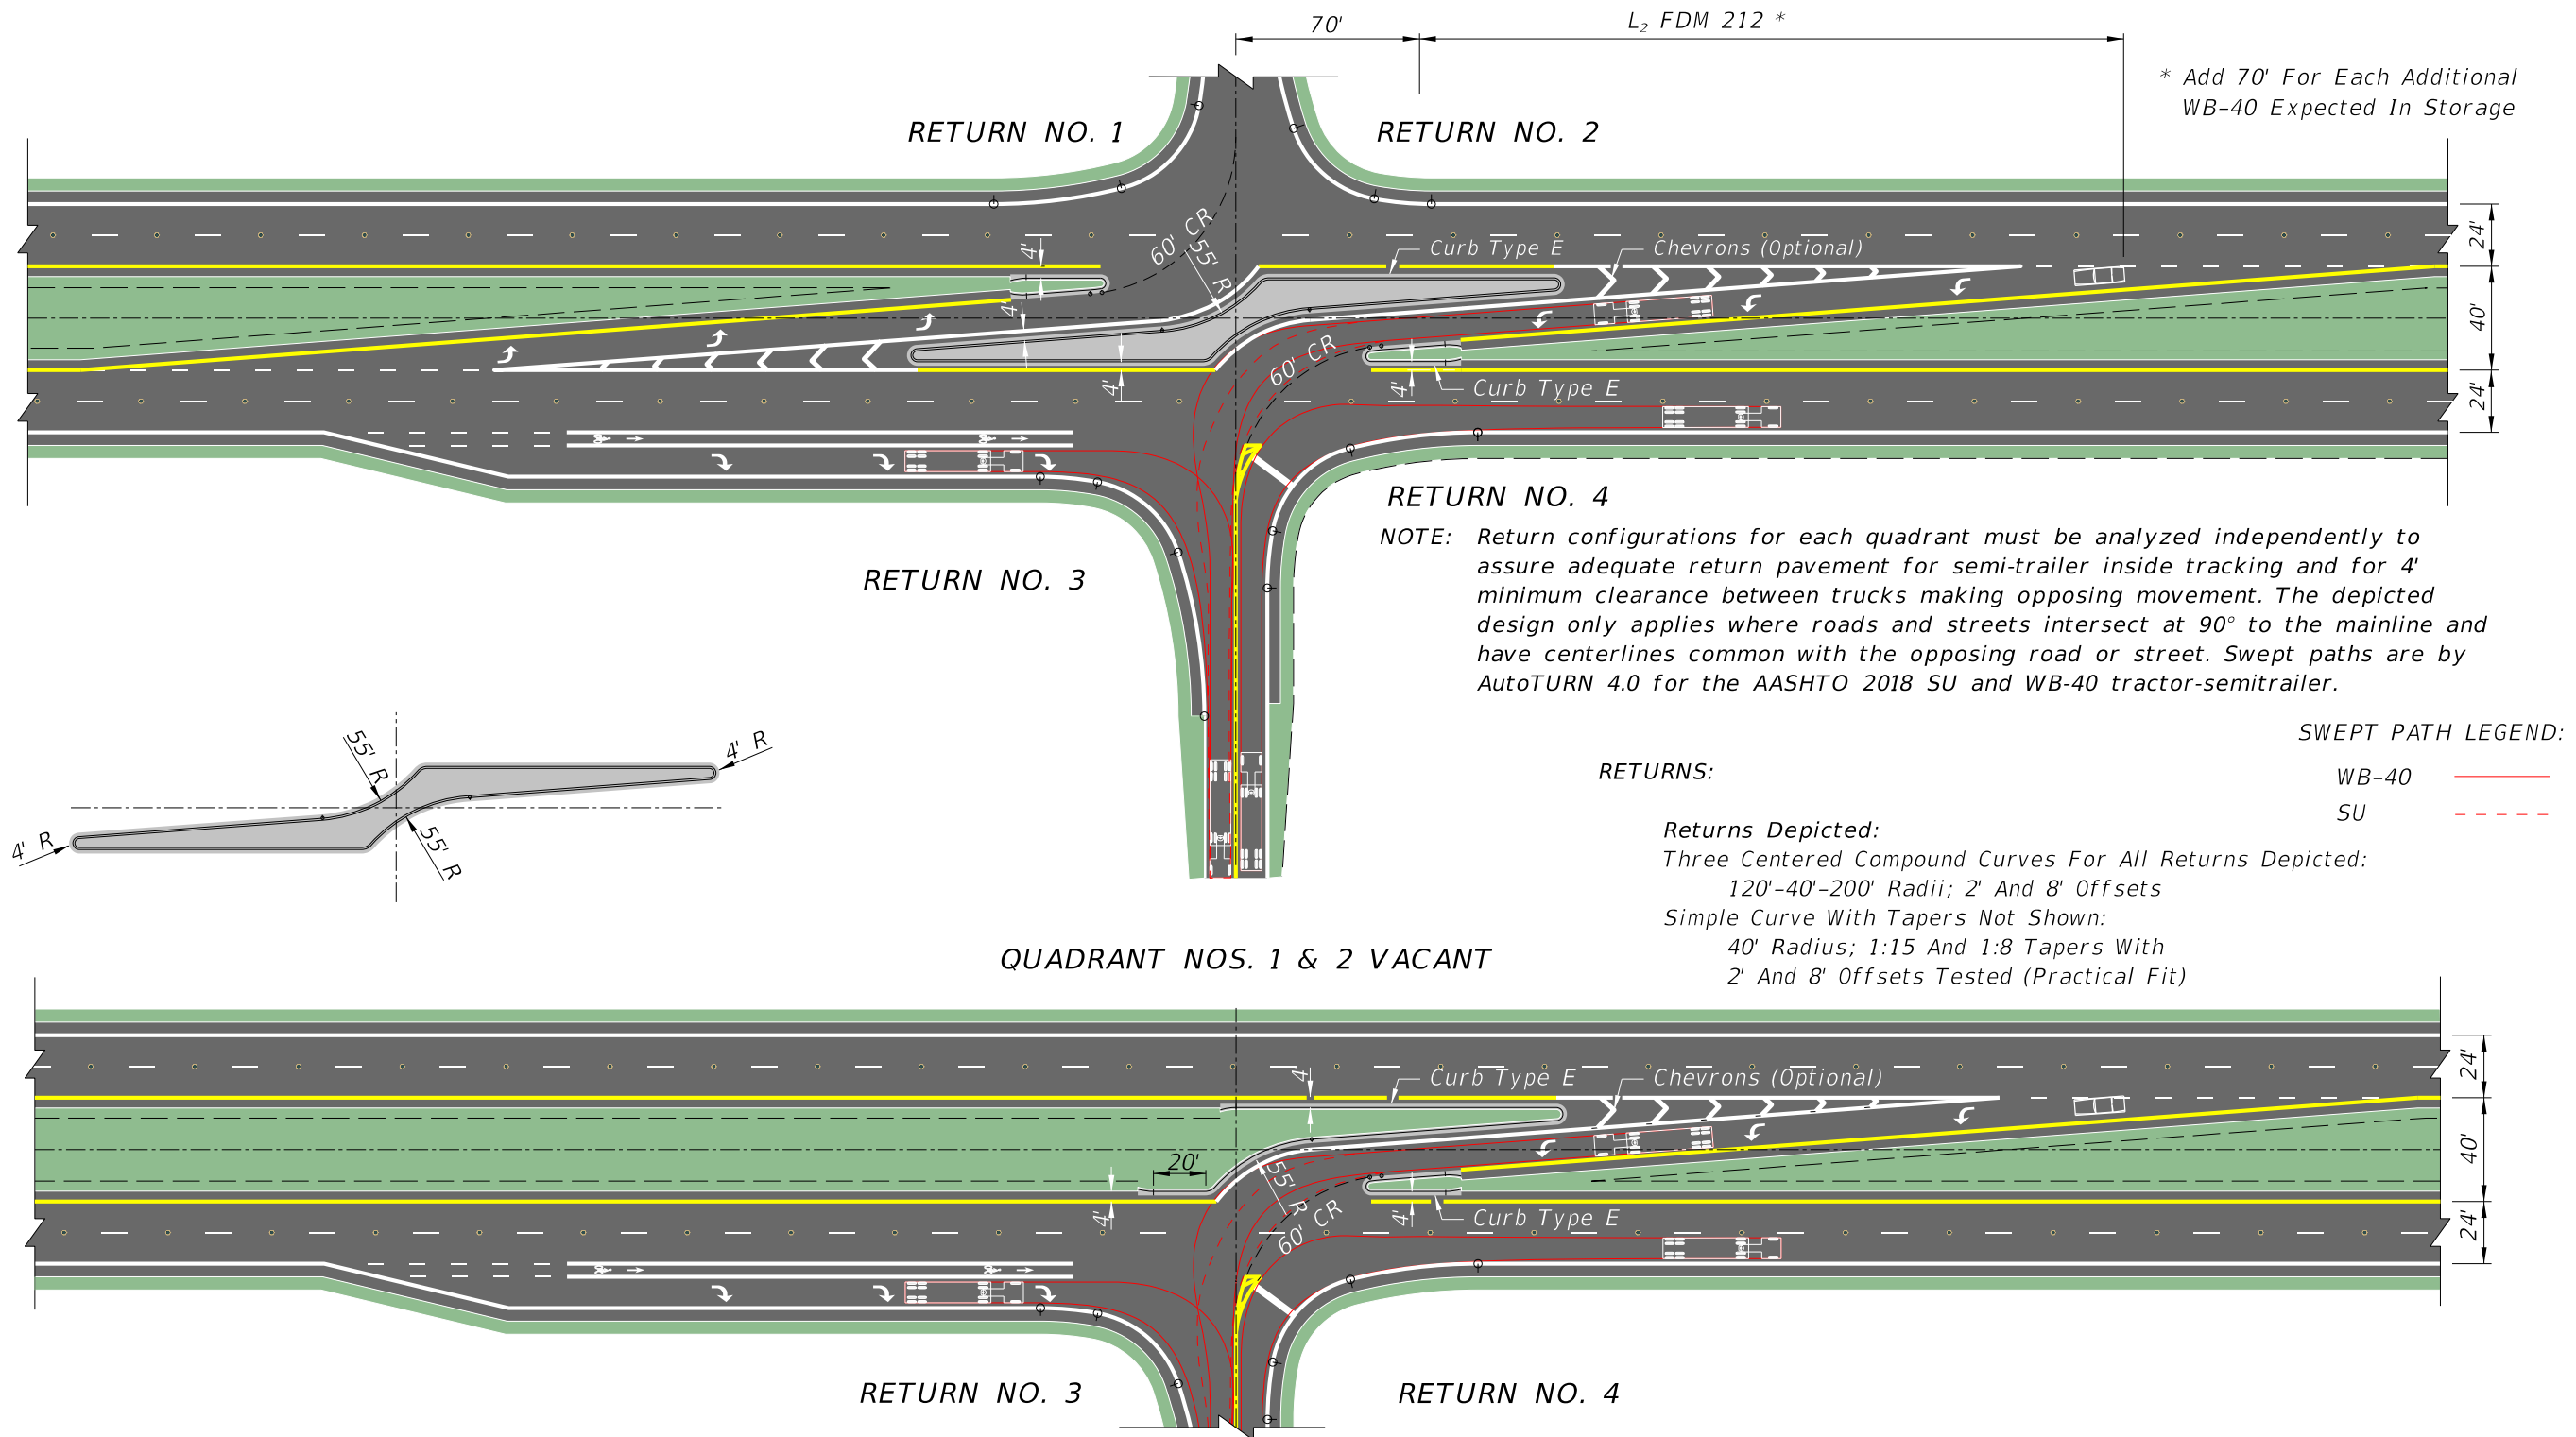 70'
L₂ FDM 212 *
* Add 70' For Each Additional
WB-40 Expected In Storage
RETURN NO. 1
RETURN NO. 2
60' CR
55' R
4'
Curb Type E
Chevrons (Optional)
24'
4'
40'
60' CR
4'
4'
Curb Type E
24'
RETURN NO. 4
NOTE: Return configurations for each quadrant must be analyzed independently to
assure adequate return pavement for semi-trailer inside tracking and for 4'
minimum clearance between trucks making opposing movement. The depicted
design only applies where roads and streets intersect at 90° to the mainline and
have centerlines common with the opposing road or street. Swept paths are by
AutoTURN 4.0 for the AASHTO 2018 SU and WB-40 tractor-semitrailer.
RETURN NO. 3
55' R
4' R
4' R
55' R
SWEPT PATH LEGEND:
WB-40
SU
RETURNS:
Returns Depicted:
Three Centered Compound Curves For All Returns Depicted:
120'-40'-200' Radii; 2' And 8' Offsets
Simple Curve With Tapers Not Shown:
40' Radius; 1:15 And 1:8 Tapers With
2' And 8' Offsets Tested (Practical Fit)
QUADRANT NOS. 1 & 2 VACANT
4'
Curb Type E
Chevrons (Optional)
24'
20'
40'
55' R
60' CR
4'
4'
Curb Type E
24'
RETURN NO. 3
RETURN NO. 4